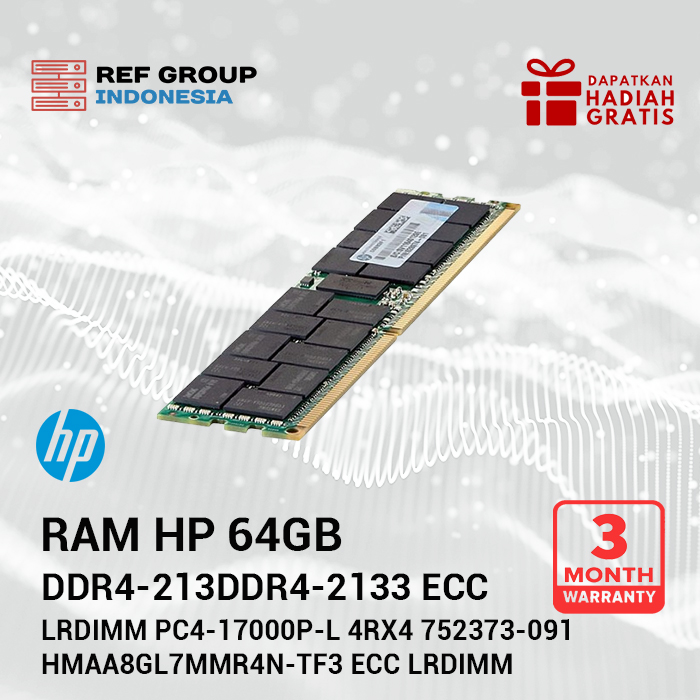 REF GROUP
INDONESIA
DAPATKAN
HADIAH
GRATIS
hp
RAM HP 64GB
DDR4-213DDR4-2133 ECC
LRDIMM PC4-17000P-L 4RX4 752373-091
HMAA8GL7MMR4N-TF3 ECC LRDIMM
3
MONTH
WARRANTY